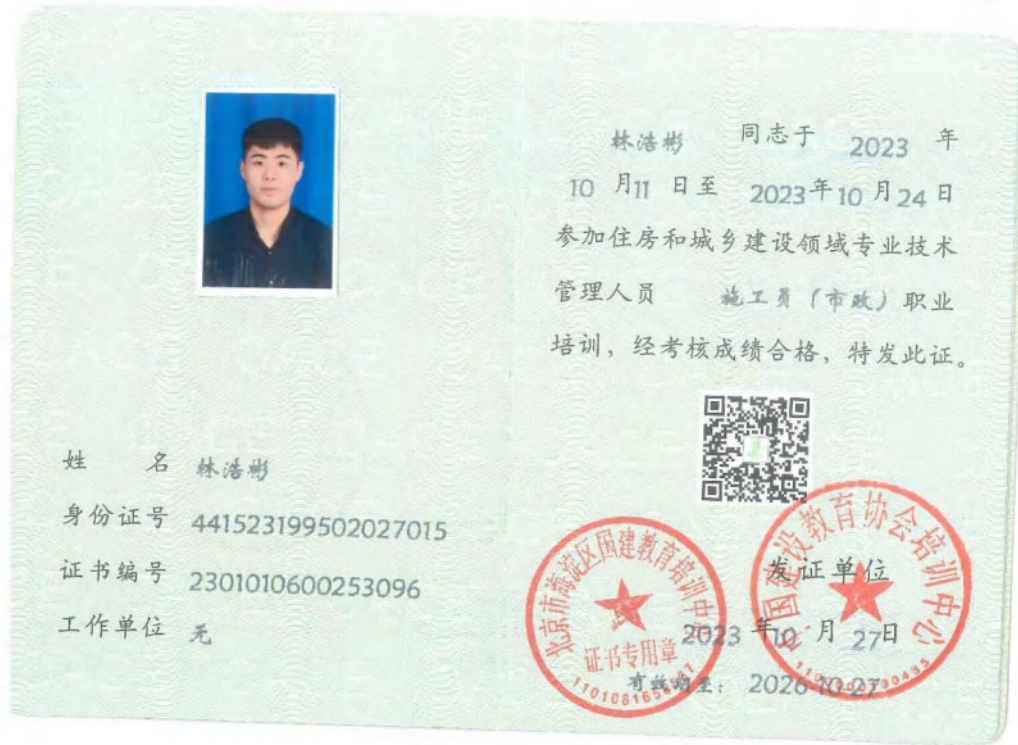 姓 名 林浩彬
身份证号 441523199502027015
证书编号 2301010600253096
工作单位 无
林浩彬 同志于 2023 年
10 月11 日至 2023年10月24日
参加住房和城乡建设领域专业技术
管理人员 施工员（市政）职业
培训，经考核成绩合格，特发此证。
北京市海淀区国建教育培训中心
证书专用章
中国建设教育协会培训中心
发证单位
2023 年 10 月 27日
有效期至： 2026-10-27